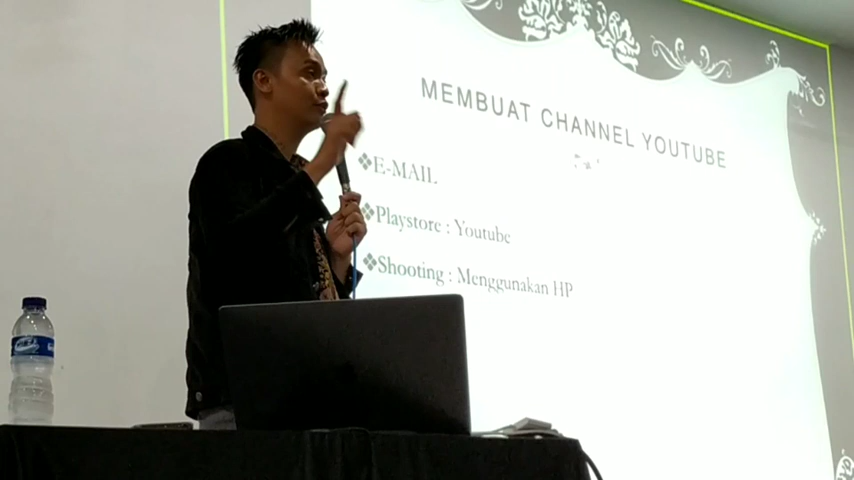 MEMBUAT CHANNEL YOUTUBE
E-MAIL
Playstore : Youtube
Shooting : Menggunakan HP